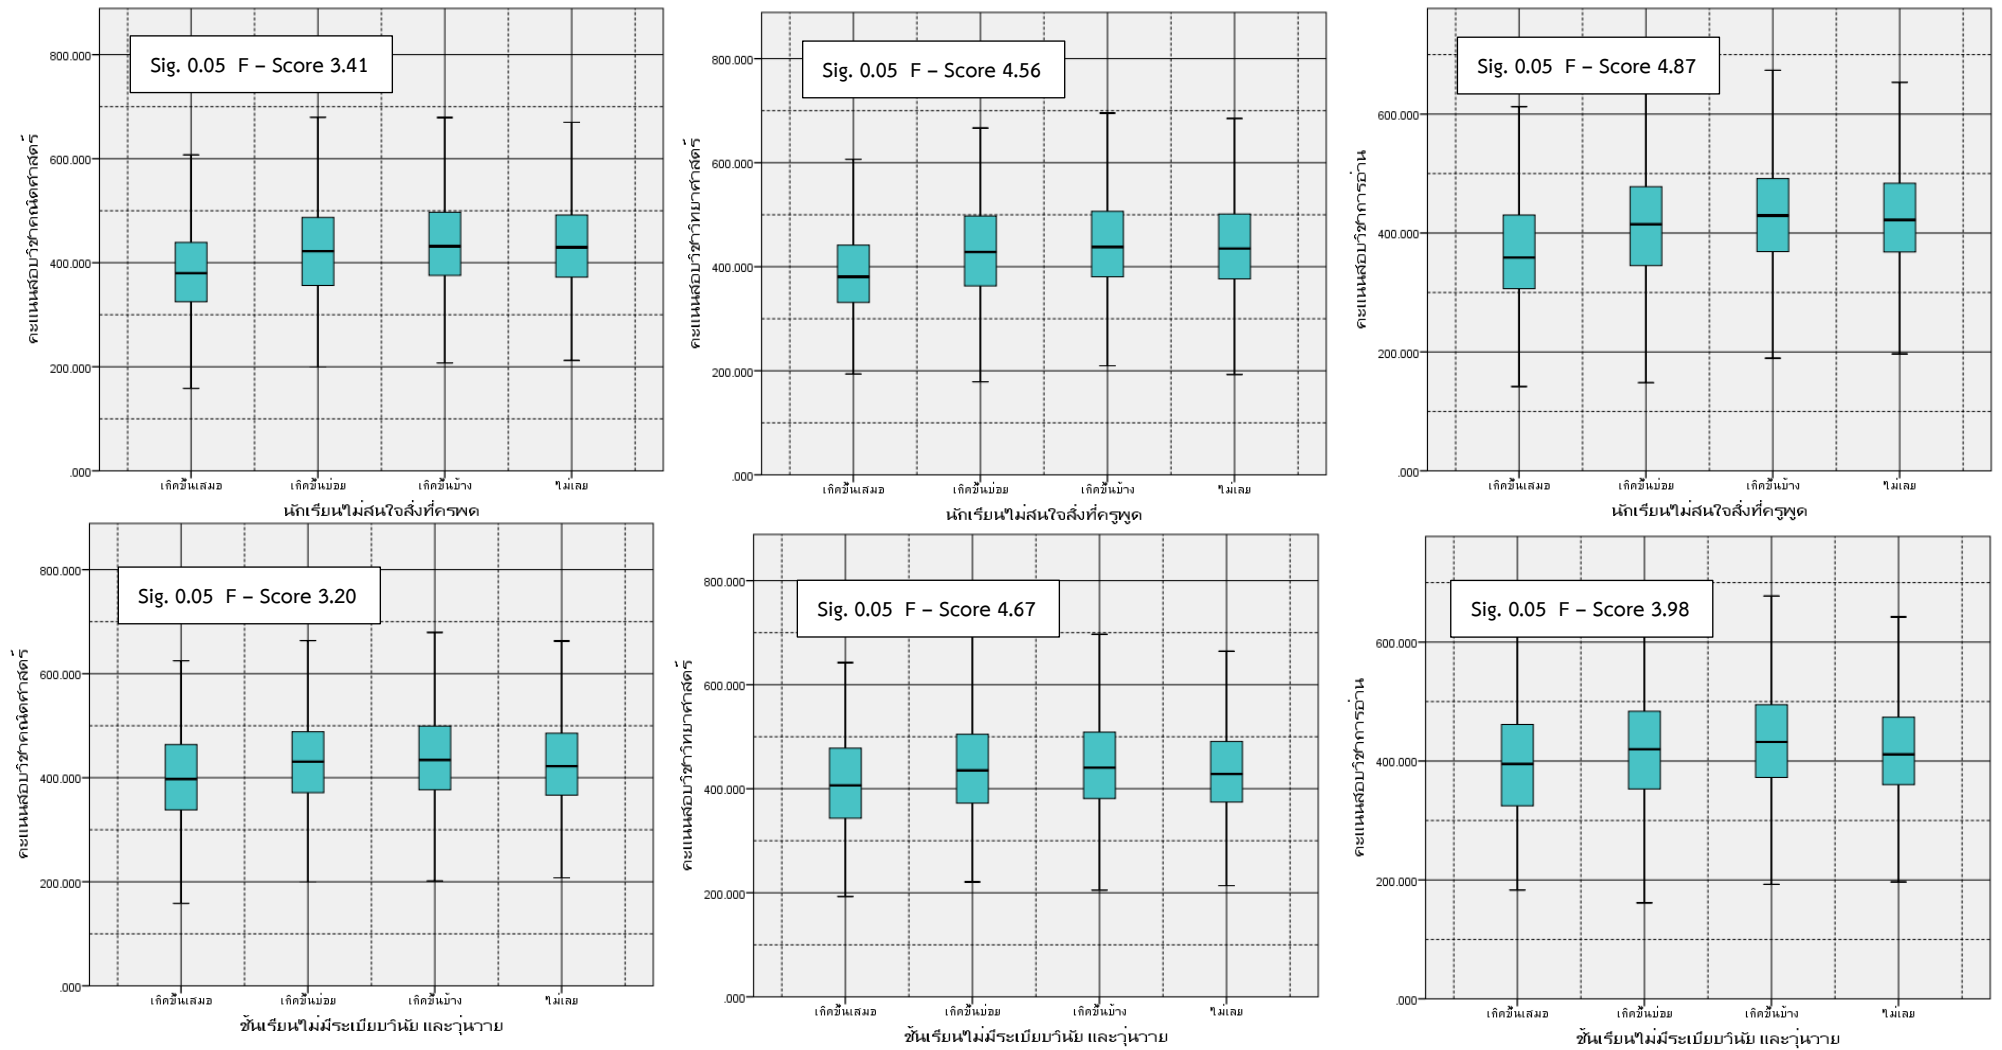 Sig. 0.05 F – Score 3.41
800.000
600.000
400.000
200.000
.000
คะแนนสอบวิชาคณิตศาสตร์
เกิดขึ้นเสมอ เกิดขึ้นบ่อย เกิดขึ้นบ้าง ไม่เลย
นักเรียนไม่สนใจสิ่งที่ครูพูด
Sig. 0.05 F – Score 4.56
800.000
600.000
400.000
200.000
.000
คะแนนสอบวิชาวิทยาศาสตร์
เกิดขึ้นเสมอ เกิดขึ้นบ่อย เกิดขึ้นบ้าง ไม่เลย
นักเรียนไม่สนใจสิ่งที่ครูพูด
Sig. 0.05 F – Score 4.87
600.000
400.000
200.000
.000
คะแนนสอบวิชาการอ่าน
เกิดขึ้นเสมอ เกิดขึ้นบ่อย เกิดขึ้นบ้าง ไม่เลย
นักเรียนไม่สนใจสิ่งที่ครูพูด
Sig. 0.05 F – Score 3.20
800.000
600.000
400.000
200.000
.000
คะแนนสอบวิชาคณิตศาสตร์
เกิดขึ้นเสมอ เกิดขึ้นบ่อย เกิดขึ้นบ้าง ไม่เลย
ชั้นเรียนไม่มีระเบียบวินัย และวุ่นวาย
Sig. 0.05 F – Score 4.67
800.000
600.000
400.000
200.000
.000
คะแนนสอบวิชาวิทยาศาสตร์
เกิดขึ้นเสมอ เกิดขึ้นบ่อย เกิดขึ้นบ้าง ไม่เลย
ชั้นเรียนไม่มีระเบียบวินัย และวุ่นวาย
Sig. 0.05 F – Score 3.98
600.000
400.000
200.000
.000
คะแนนสอบวิชาการอ่าน
เกิดขึ้นเสมอ เกิดขึ้นบ่อย เกิดขึ้นบ้าง ไม่เลย
ชั้นเรียนไม่มีระเบียบวินัย และวุ่นวาย